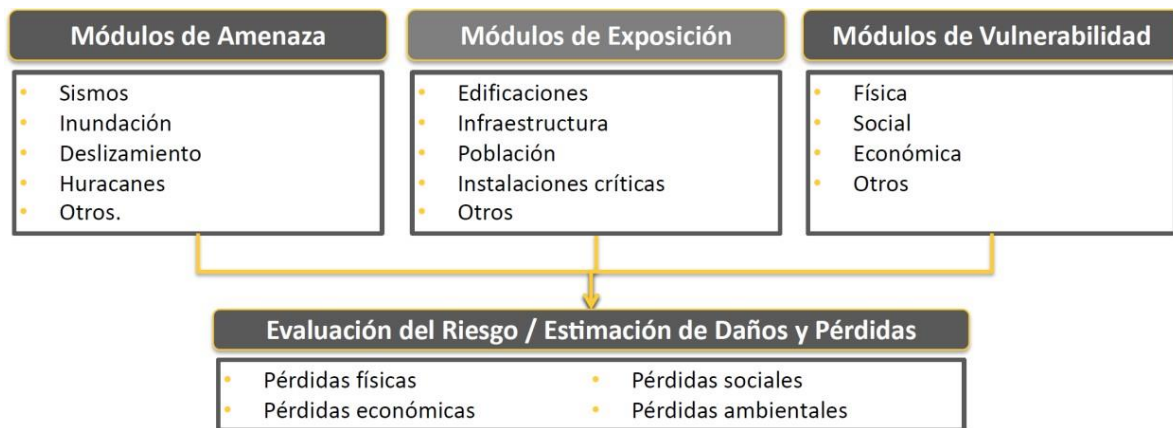 Módulos de Amenaza
• Sismos
• Inundación
• Deslizamiento
• Huracanes
• Otros.
Módulos de Exposición
• Edificaciones
• Infraestructura
• Población
• Instalaciones críticas
• Otros
Módulos de Vulnerabilidad
• Física
• Social
• Económica
• Otros
Evaluación del Riesgo / Estimación de Daños y Pérdidas
• Pérdidas físicas
• Pérdidas económicas
• Pérdidas sociales
• Pérdidas ambientales